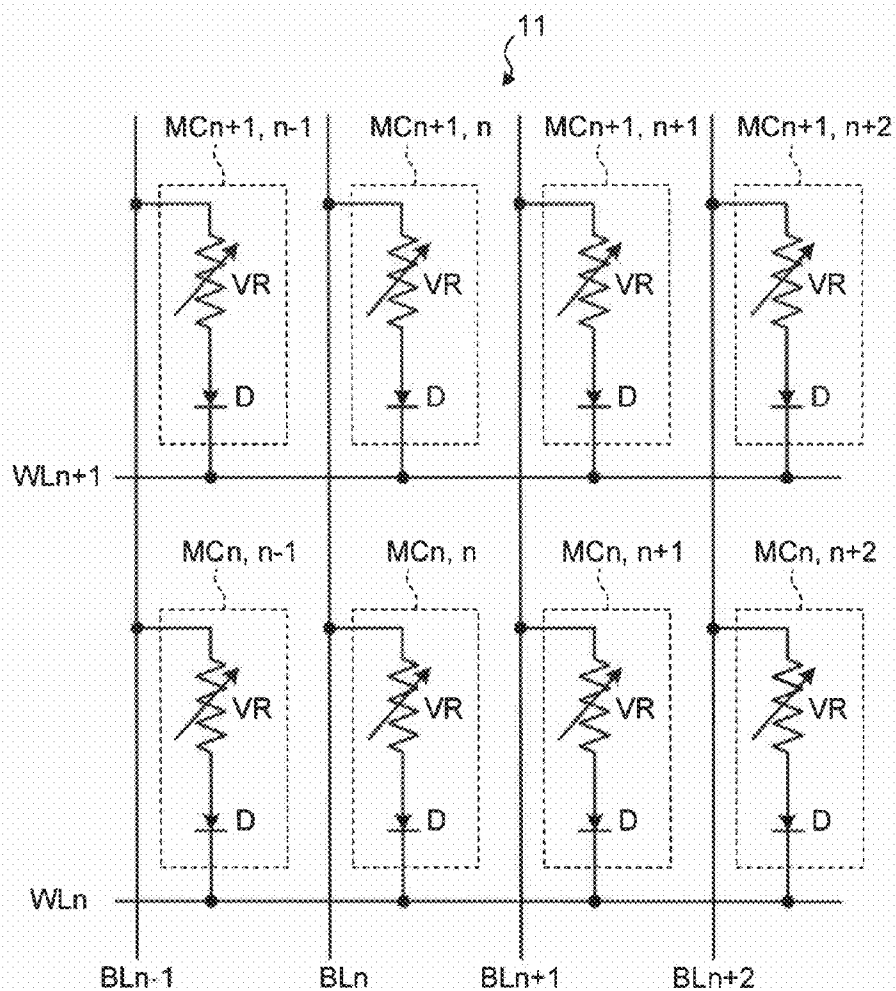 11
MCn+1, n-1 MCn+1, n MCn+1, n+1 MCn+1, n+2
VR VR VR VR
D D D D
WLn+1
MCn, n-1 MCn, n MCn, n+1 MCn, n+2
VR VR VR VR
D D D D
WLn
BLn-1 BLn BLn+1 BLn+2